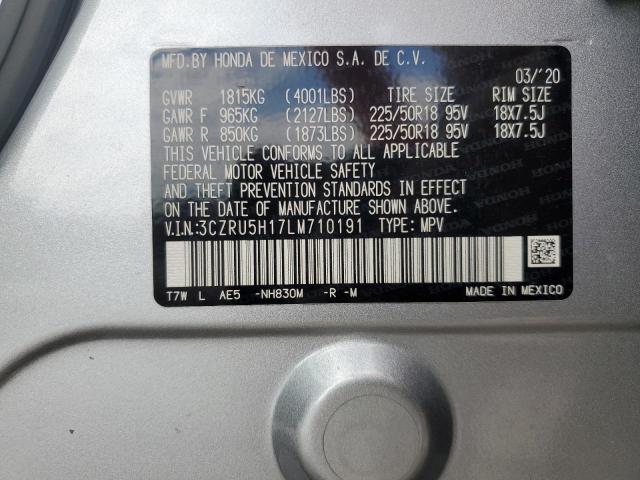 MFD.BY HONDA DE MEXICO S.A. DE C.V.
03/'20
GVWR 1815KG (4001LBS) TIRE SIZE RIM SIZE
GAWR F 965KG (2127LBS) 225/50R18 95V 18X7.5J
GAWR R 850KG (1873LBS) 225/50R18 95V 18X7.5J
THIS VEHICLE CONFORMS TO ALL APPLICABLE
FEDERAL MOTOR VEHICLE SAFETY
AND THEFT PREVENTION STANDARDS IN EFFECT
ON THE DATE OF MANUFACTURE SHOWN ABOVE.
V.I.N:3CZRU5H17LM710191 TYPE: MPV
T7W L AE5 -NH830M -R -M
MADE IN MEXICO